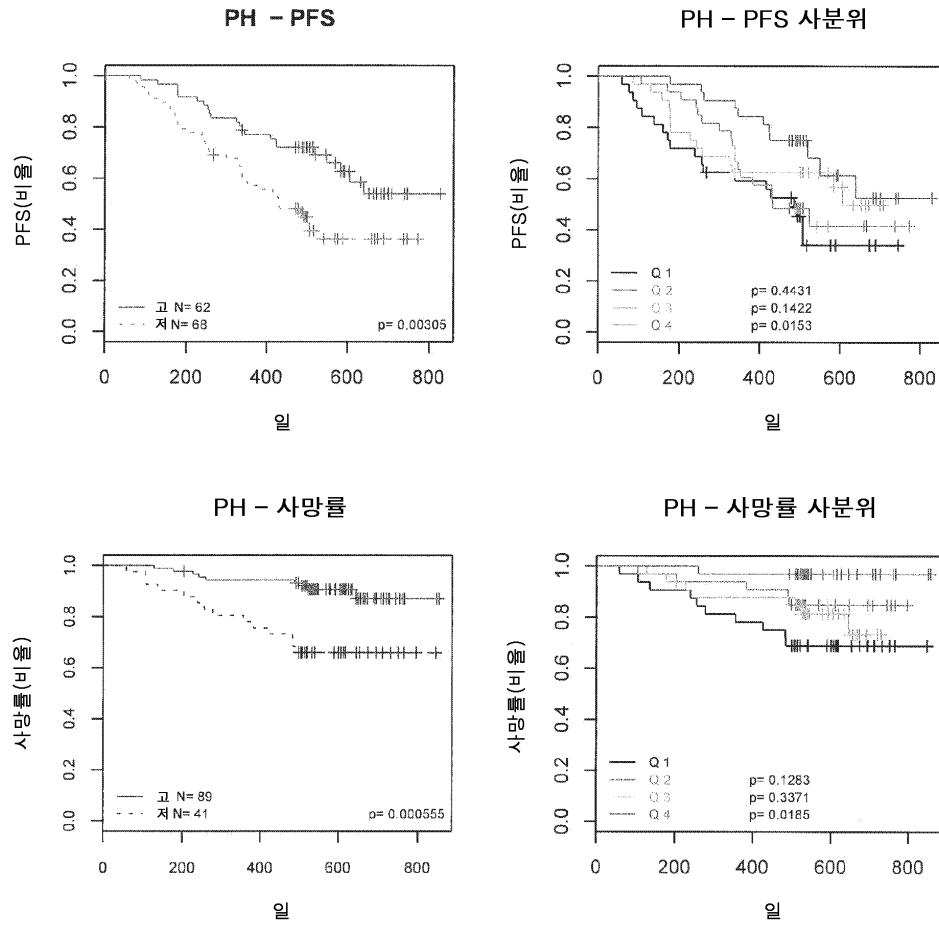 PH – PFS
PFS(비율)
1.0
0.8
0.6
0.4
0.2
0.0
고 N= 62
저 N= 68
p= 0.00305
0
200
400
600
800
일
PH – PFS 사분위
PFS(비율)
1.0
0.8
0.6
0.4
0.2
0.0
Q 1
Q 2 p= 0.4431
Q 3 p= 0.1422
Q 4 p= 0.0153
0
200
400
600
800
일
PH – 사망률
사망률(비율)
1.0
0.8
0.6
0.4
0.2
0.0
고 N= 89
저 N= 41
p= 0.000555
0
200
400
600
800
일
PH – 사망률 사분위
사망률(비율)
1.0
0.8
0.6
0.4
0.2
0.0
Q 1
Q 2 p= 0.1283
Q 3 p= 0.3371
Q 4 p= 0.0185
0
200
400
600
800
일